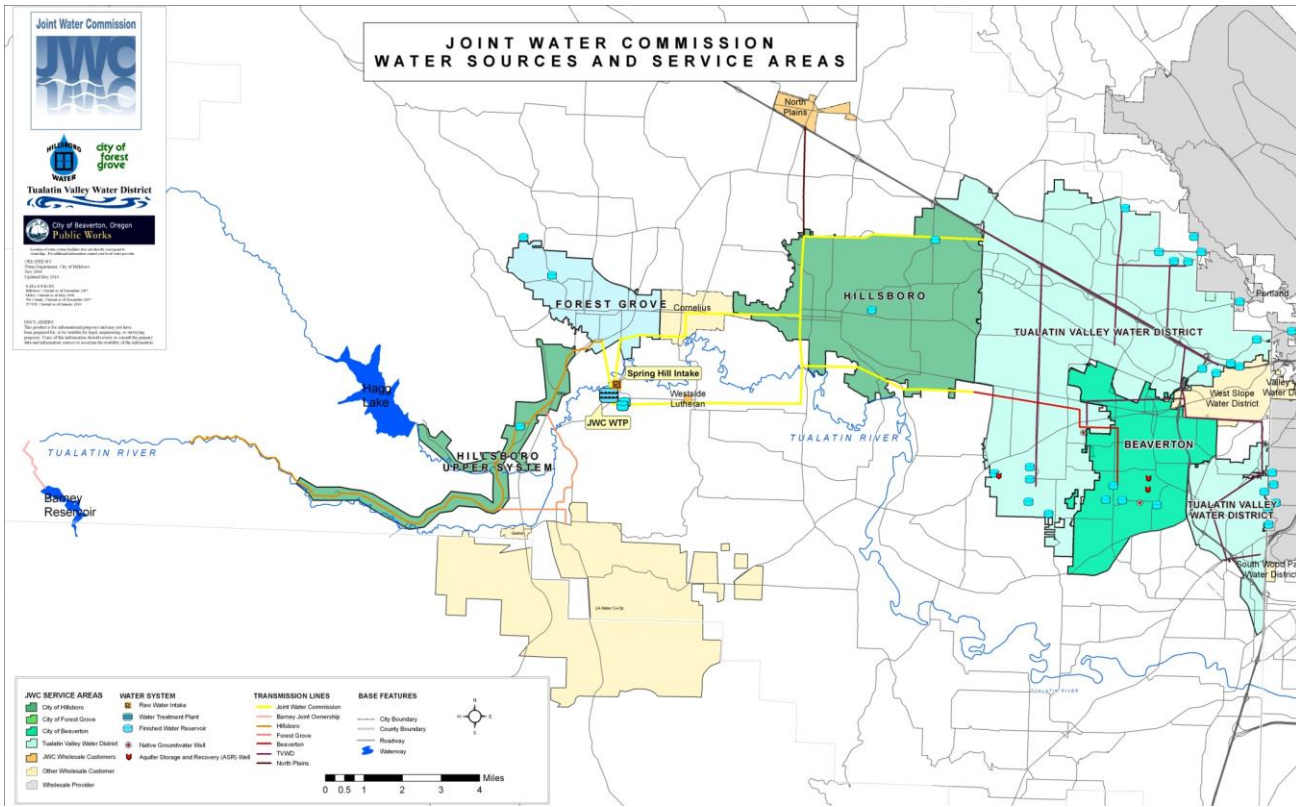 Joint Water Commission
JWC
HILLSBORO
WATER
city of
forest
grove
Tualatin Valley Water District
City of Beaverton, Oregon
Public Works
JOINT WATER COMMISSION
WATER SOURCES AND SERVICE AREAS
North
Plains
FOREST GROVE
Cornelius
HILLSBORO
Portland
TUALATIN VALLEY WATER DISTRICT
Spring Hill Intake
Hagg
Lake
Westside
Lutheran
JWC WTP
West Slope
Water District
TUALATIN RIVER
BEAVERTON
TUALATIN RIVER
HILLSBORO
UPPER SYSTEM
Barney
Reservoir
TUALATIN VALLEY
WATER DISTRICT
Gaston
LA Water Co-Op
TUALATIN RIVER
JWC SERVICE AREAS
City of Hillsboro
City of Forest Grove
City of Beaverton
Tualatin Valley Water District
JWC Wholesale Customers
Other Wholesale Customer
Wholesale Provider
WATER SYSTEM
Raw Water Intake
Water Treatment Plant
Finished Water Reservoir
Native Groundwater Well
Aquifer Storage and Recovery (ASR) Well
TRANSMISSION LINES
Joint Water Commission
Barney Joint Ownership
Hillsboro
Forest Grove
Beaverton
TVWD
North Plains
BASE FEATURES
City Boundary
County Boundary
Roadway
Waterway
N
W E
S
Miles
0 0.5 1 2 3 4